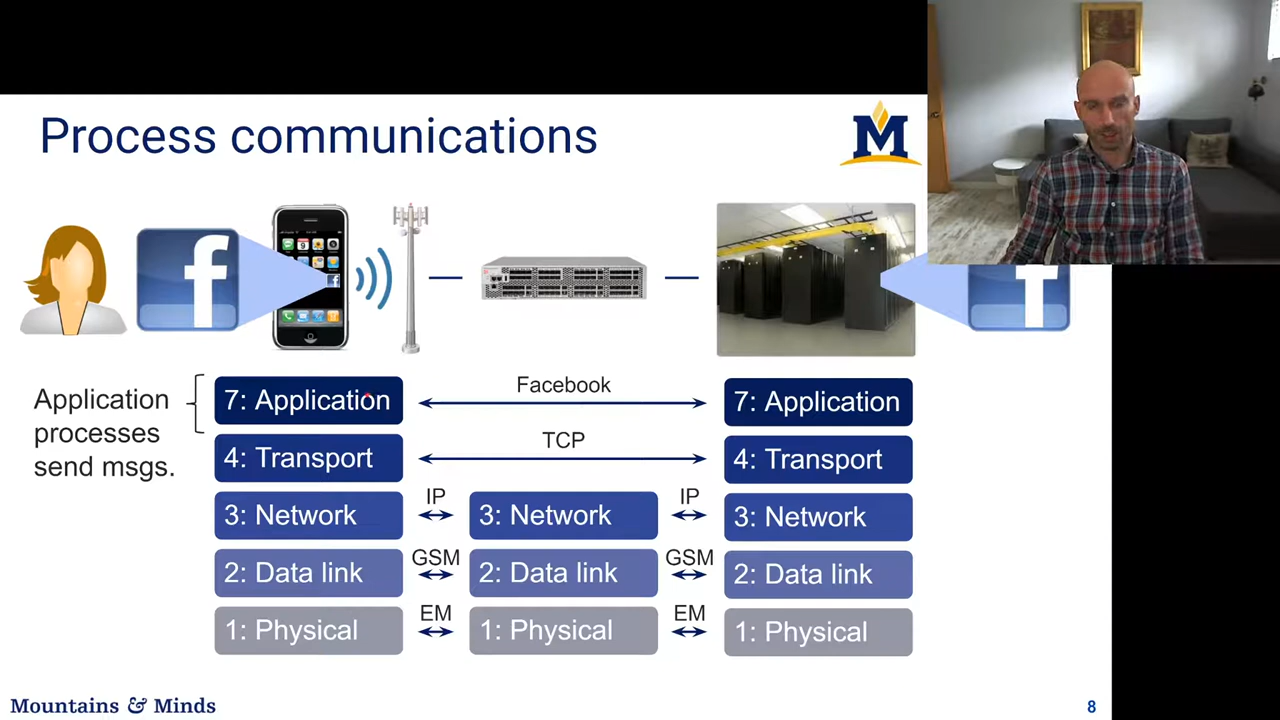 Process communications
M
f
f
f
Application
processes
send msgs.
7: Application
Facebook
7: Application
4: Transport
TCP
4: Transport
3: Network
IP
3: Network
IP
3: Network
2: Data link
GSM
2: Data link
GSM
2: Data link
1: Physical
EM
1: Physical
EM
1: Physical
Mountains & Minds
8